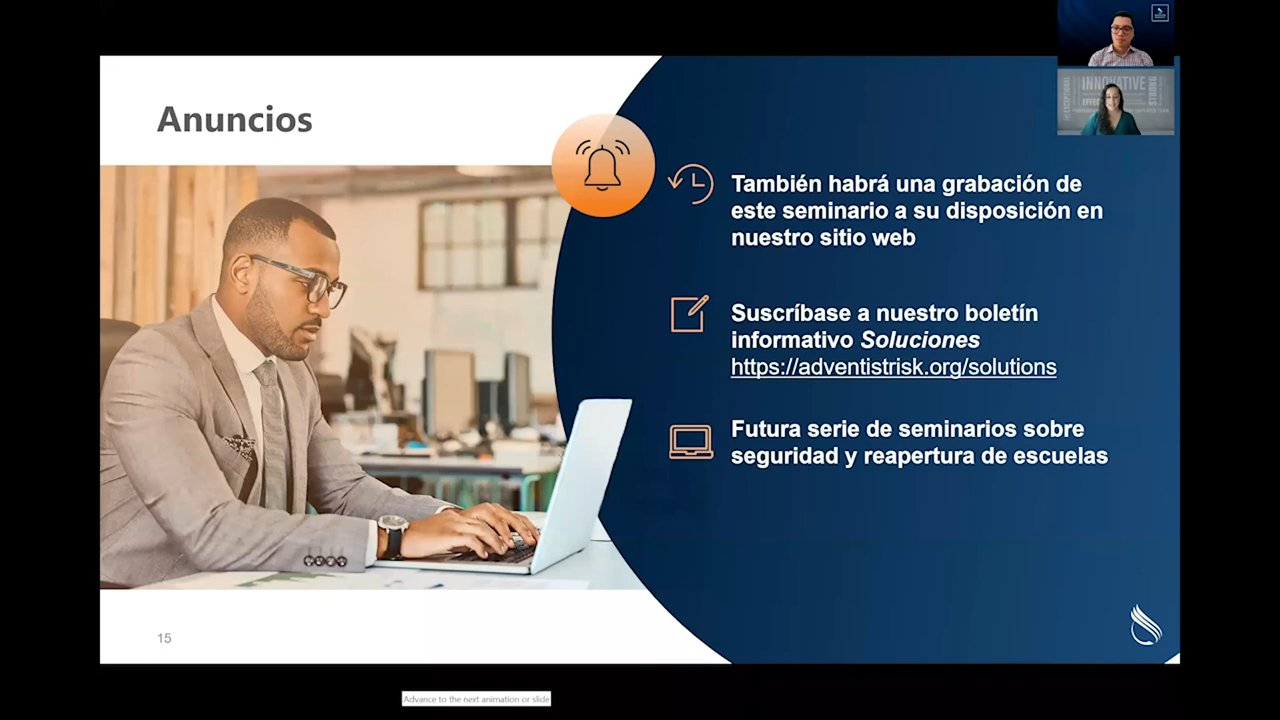 Anuncios
También habrá una grabación de
este seminario a su disposición en
nuestro sitio web
Suscríbase a nuestro boletín
informativo Soluciones
https://adventistrisk.org/solutions
Futura serie de seminarios sobre
seguridad y reapertura de escuelas
15
INNOVATIVE
STRONG
Advance to the next animation or slide